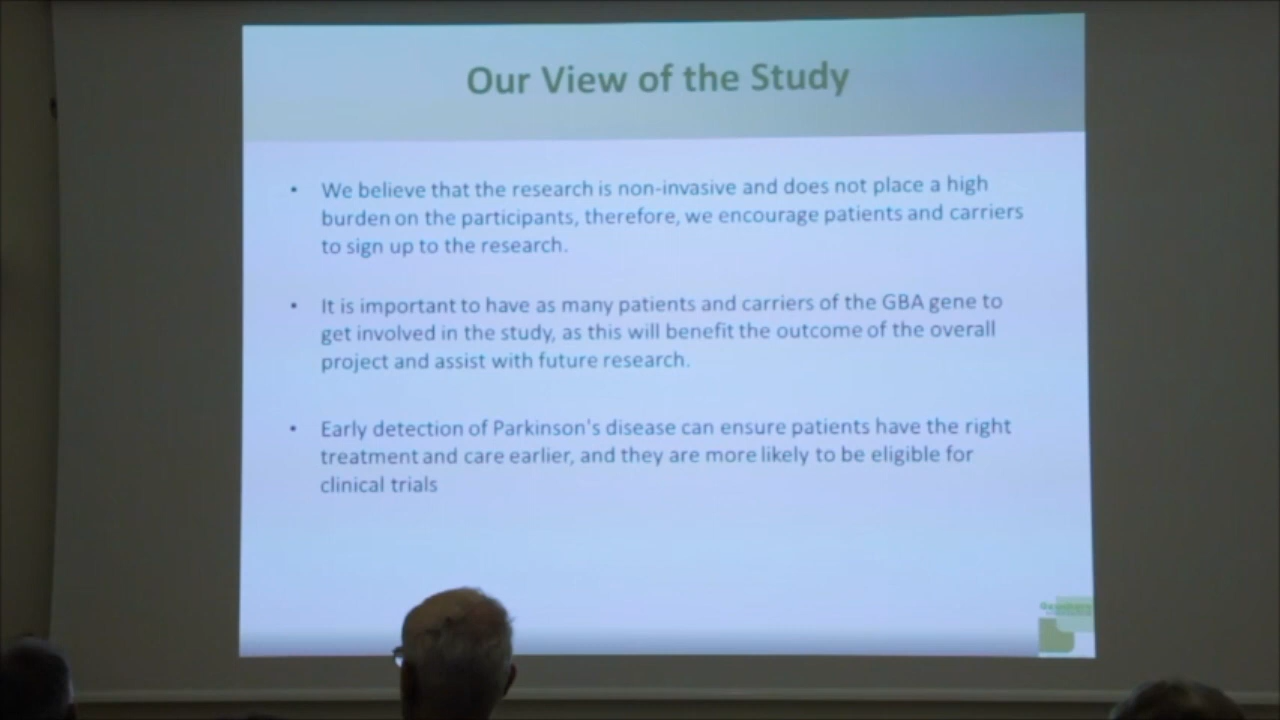 Our View of the Study
• We believe that the research is non-invasive and does not place a high
burden on the participants, therefore, we encourage patients and carriers
to sign up to the research.
• It is important to have as many patients and carriers of the GBA gene to
get involved in the study, as this will benefit the outcome of the overall
project and assist with future research.
• Early detection of Parkinson's disease can ensure patients have the right
treatment and care earlier, and they are more likely to be eligible for
clinical trials